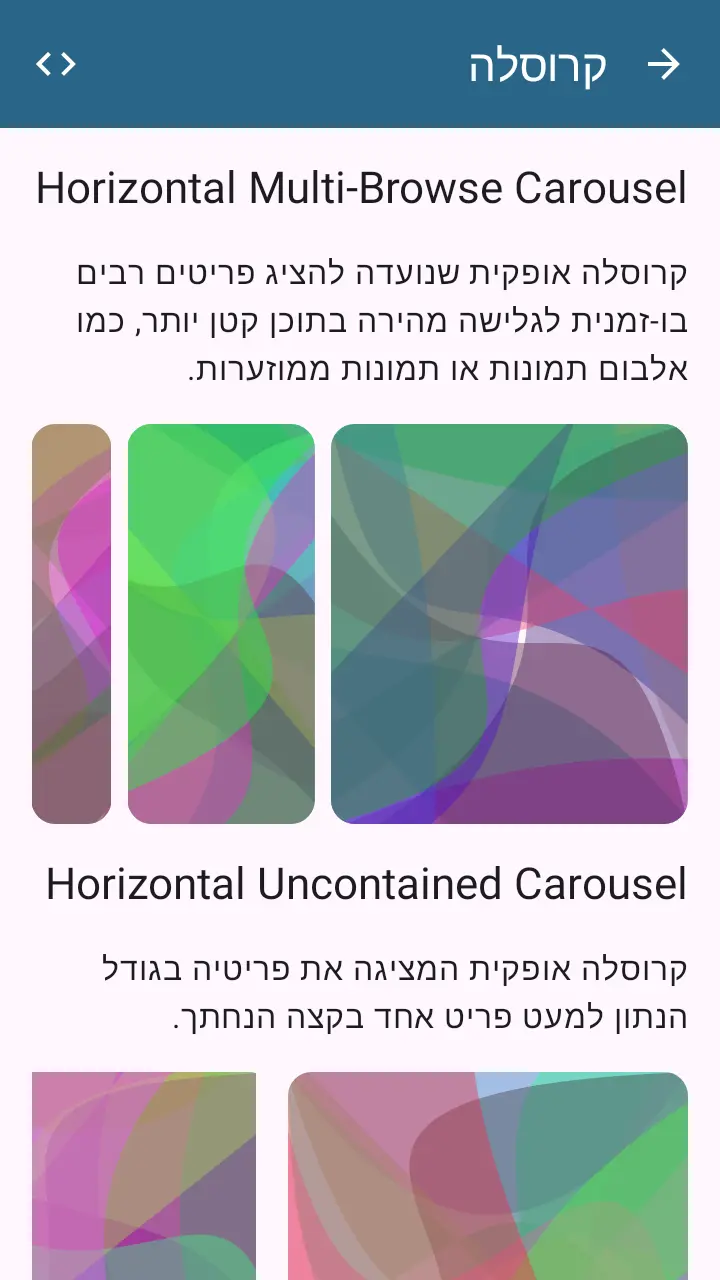 קרוסלה
Horizontal Multi-Browse Carousel
קרוסלה אופקית שנועדה להציג פריטים רבים
בו-זמנית לגלישה מהירה בתוכן קטן יותר, כמו
אלבום תמונות או תמונות ממוזערות.
Horizontal Uncontained Carousel
קרוסלה אופקית המציגה את פריטיה בגודל
הנתון למעט פריט אחד בקצה הנחתך.